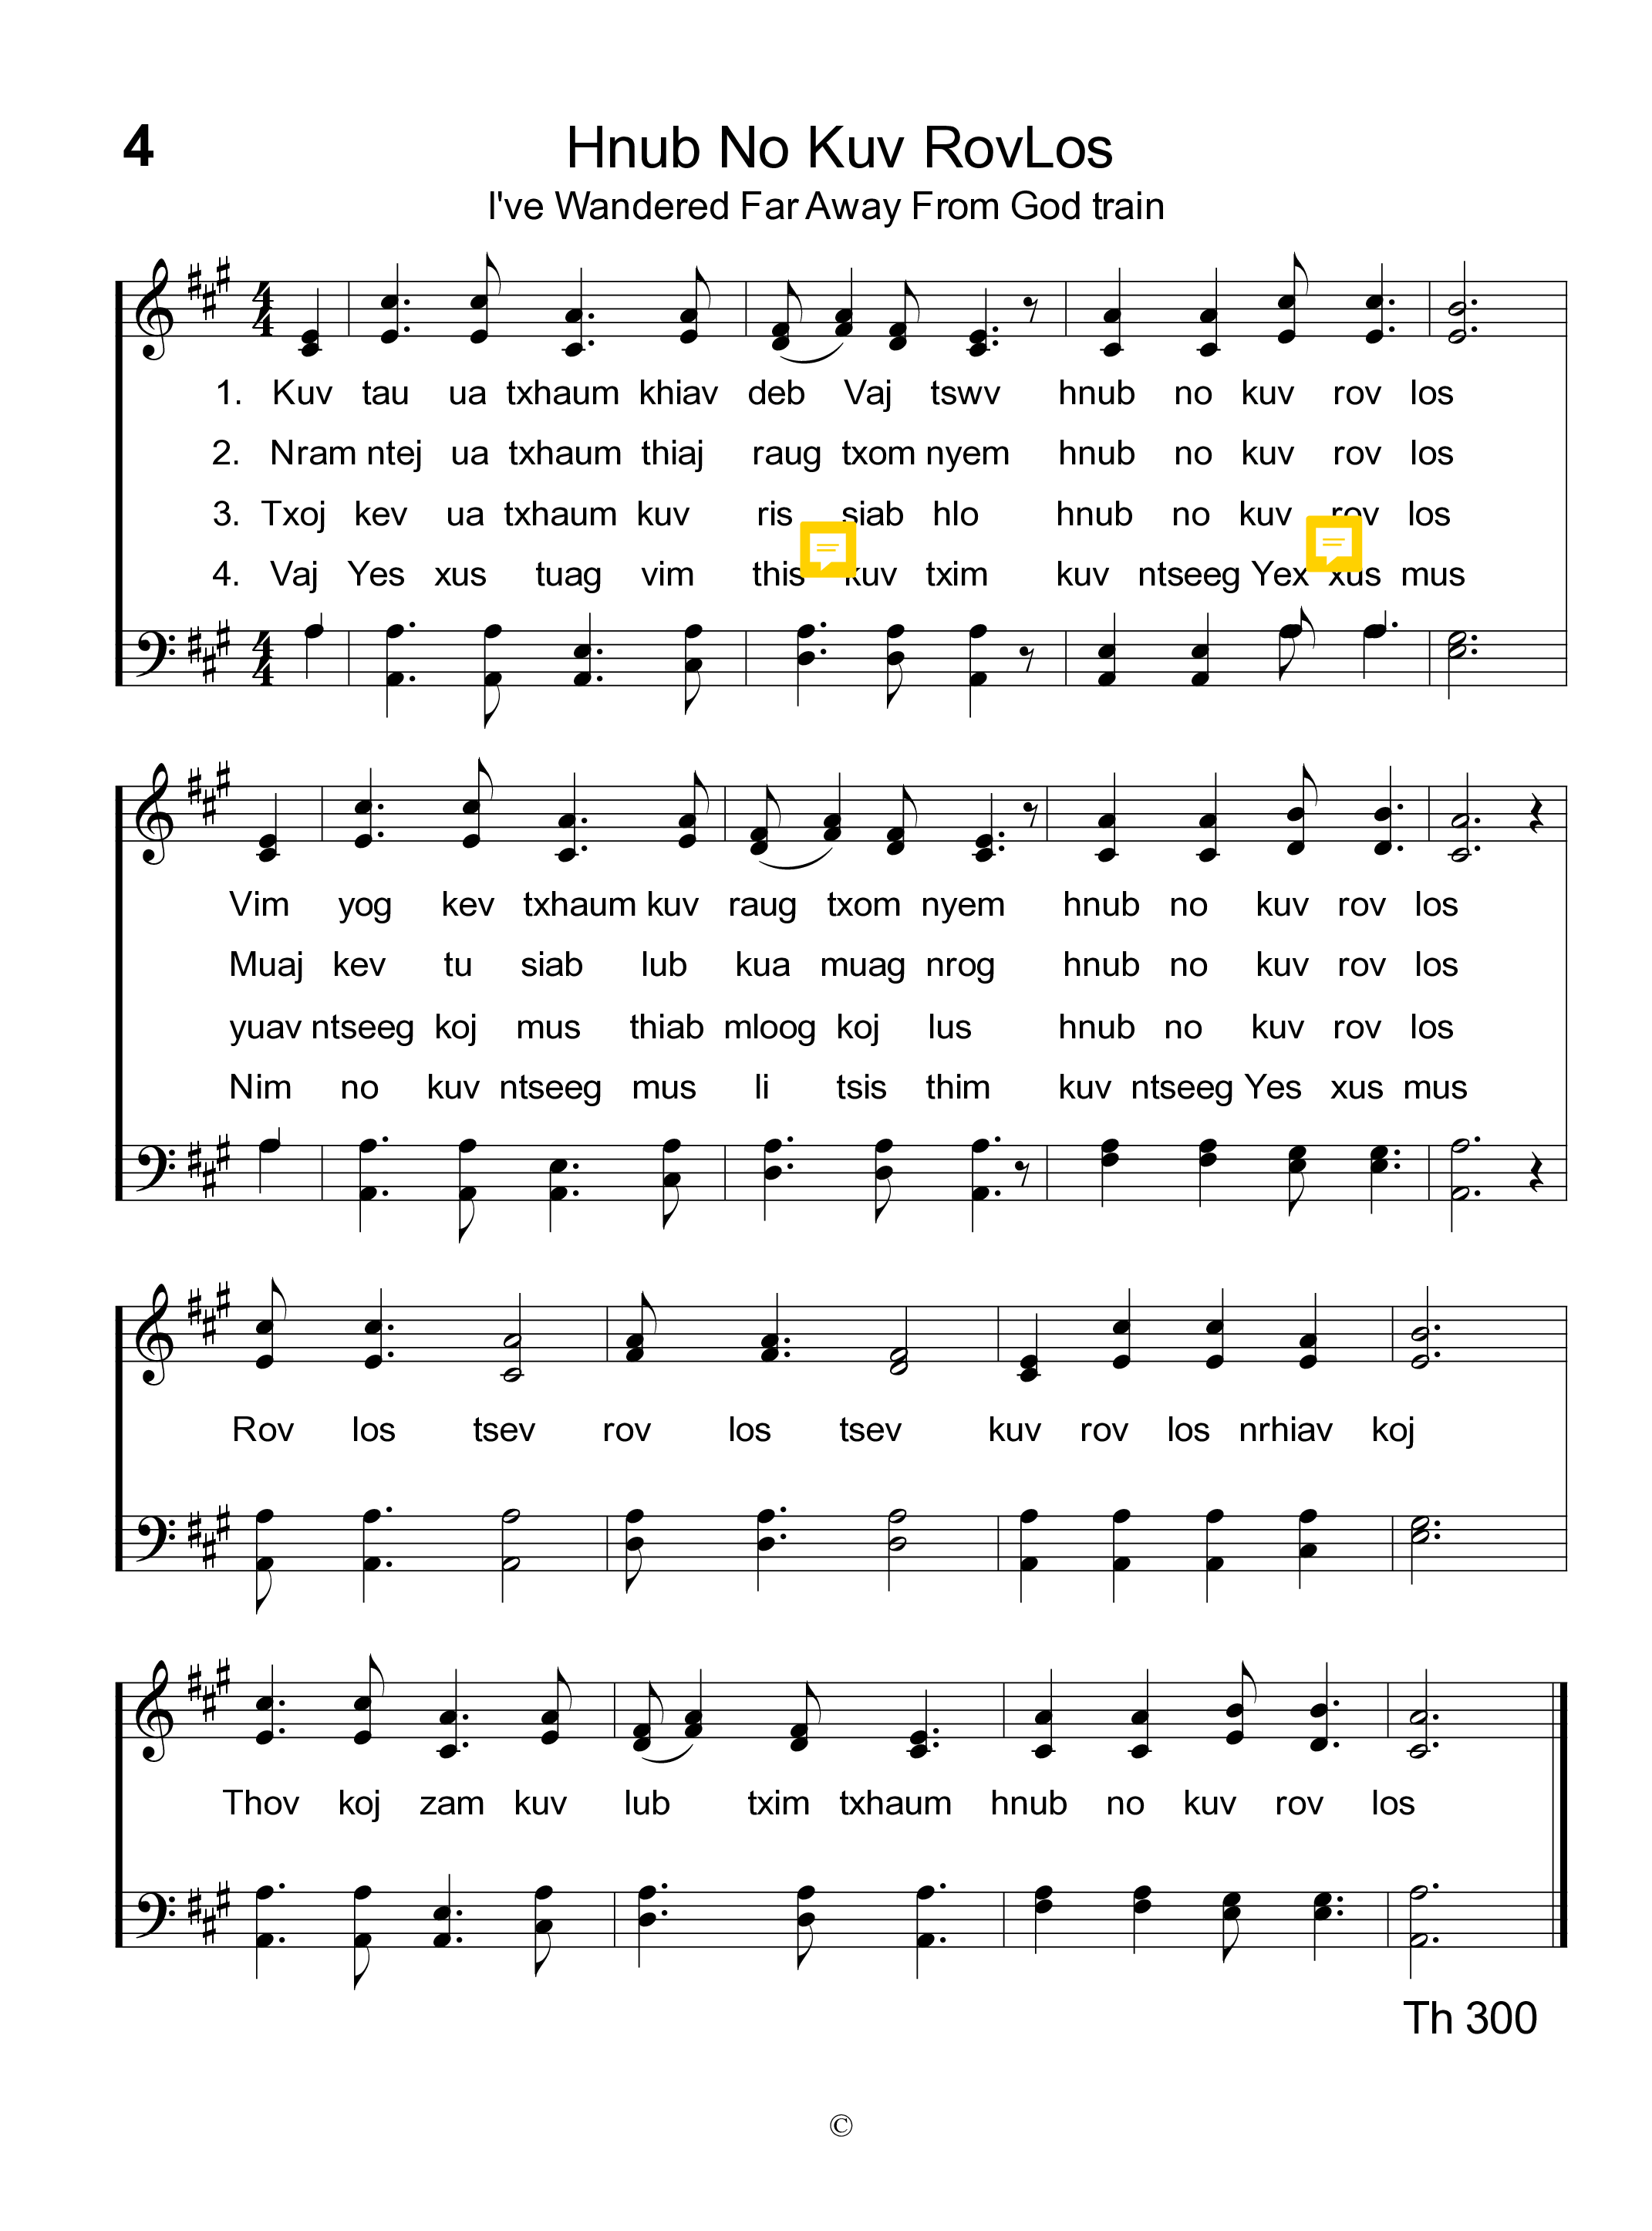 4
Hnub No Kuv RovLos
I've Wandered Far Away From God train
1. Kuv tau ua txhaum khiav deb Vaj tswv hnub no kuv rov los
2. Nram ntej ua txhaum thiaj raug txom nyem hnub no kuv rov los
3. Txoj kev ua txhaum kuv ris siab hlo hnub no kuv rov los
4. Vaj Yes xus tuag vim this kuv txim kuv ntseeg Yex xus mus
Vim yog kev txhaum kuv raug txom nyem hnub no kuv rov los
Muaj kev tu siab lub kua muag nrog hnub no kuv rov los
yuav ntseeg koj mus thiab mloog koj lus hnub no kuv rov los
Nim no kuv ntseeg mus li tsis thim kuv ntseeg Yes xus mus
Rov los tsev rov los tsev kuv rov los nrhiav koj
Thov koj zam kuv lub txim txhaum hnub no kuv rov los
Th 300
©